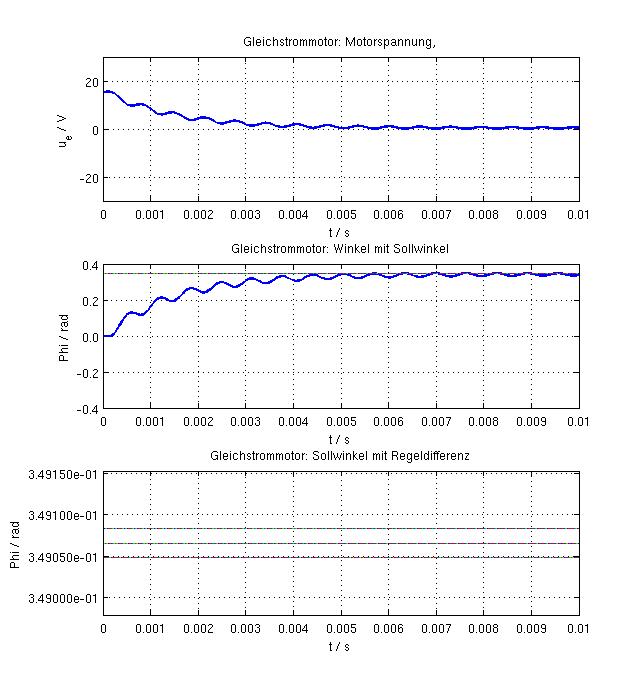 Gleichstrommotor: Motorspannung,
u_e / V
20
0
-20
0 0.001 0.002 0.003 0.004 0.005 0.006 0.007 0.008 0.009 0.01
t / s
Gleichstrommotor: Winkel mit Sollwinkel
Phi / rad
0.4
0.2
0.0
-0.2
-0.4
0 0.001 0.002 0.003 0.004 0.005 0.006 0.007 0.008 0.009 0.01
t / s
Gleichstrommotor: Sollwinkel mit Regeldifferenz
Phi / rad
3.49150e-01
3.49100e-01
3.49050e-01
3.49000e-01
0 0.001 0.002 0.003 0.004 0.005 0.006 0.007 0.008 0.009 0.01
t / s